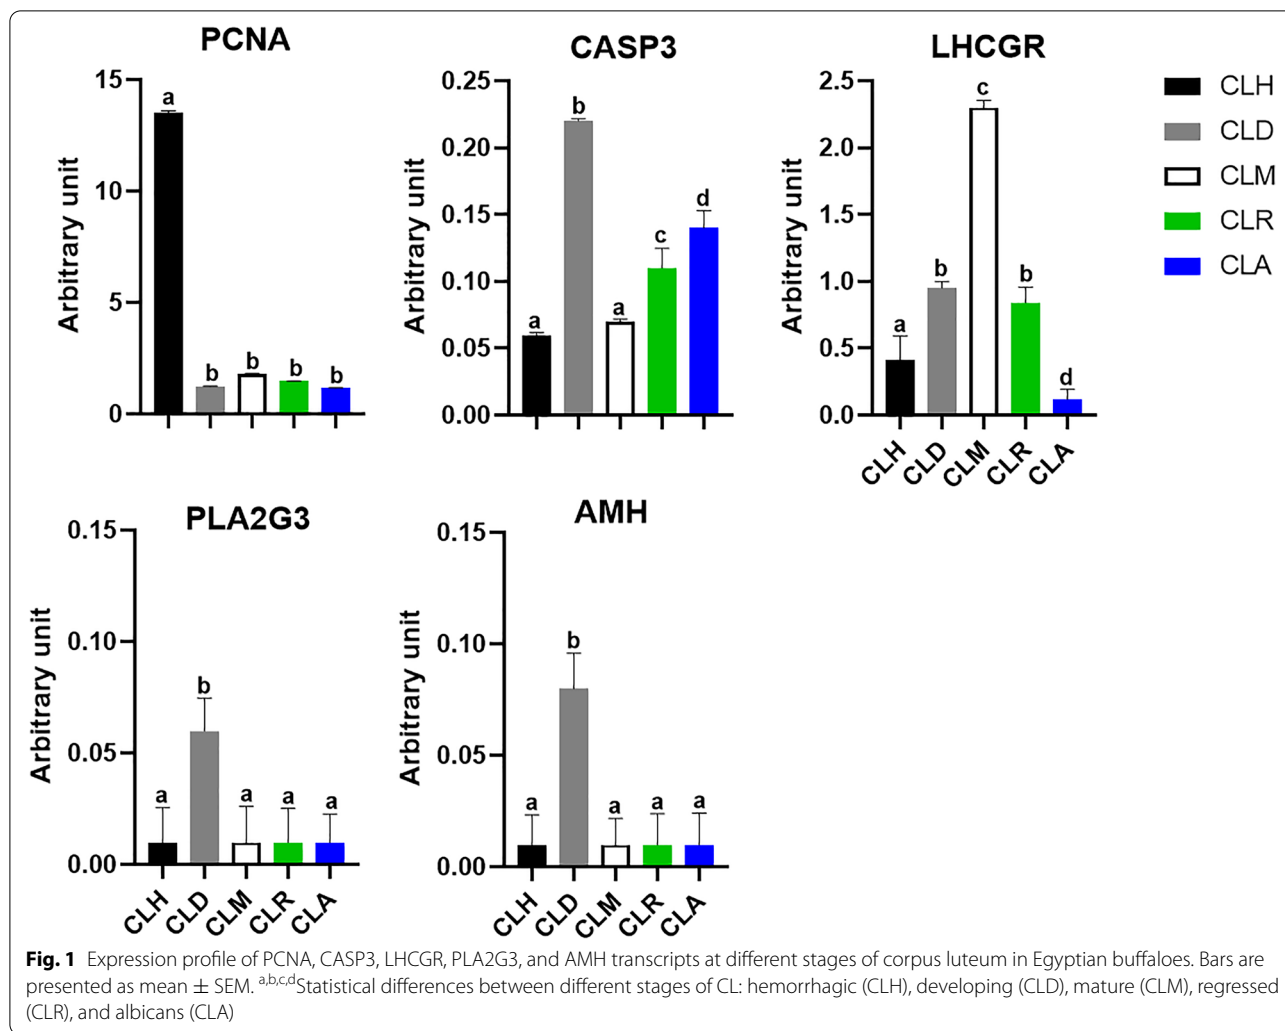 PCNA
Arbitrary unit
15
10
5
0
a
b
b
b
b
CASP3
Arbitrary unit
0.25
0.20
0.15
0.10
0.05
0.00
a
b
a
c
d
LHCGR
Arbitrary unit
2.5
2.0
1.5
1.0
0.5
0.0
a
b
c
b
d
CLH
CLD
CLM
CLR
CLA
CLH
CLD
CLM
CLR
CLA
PLA2G3
Arbitrary unit
0.15
0.10
0.05
0.00
a
b
a
a
a
CLH
CLD
CLM
CLR
CLA
AMH
Arbitrary unit
0.15
0.10
0.05
0.00
a
b
a
a
a
CLH
CLD
CLM
CLR
CLA
Fig. 1 Expression profile of PCNA, CASP3, LHCGR, PLA2G3, and AMH transcripts at different stages of corpus luteum in Egyptian buffaloes. Bars are
presented as mean ± SEM. a,b,c,dStatistical differences between different stages of CL: hemorrhagic (CLH), developing (CLD), mature (CLM), regressed
(CLR), and albicans (CLA)